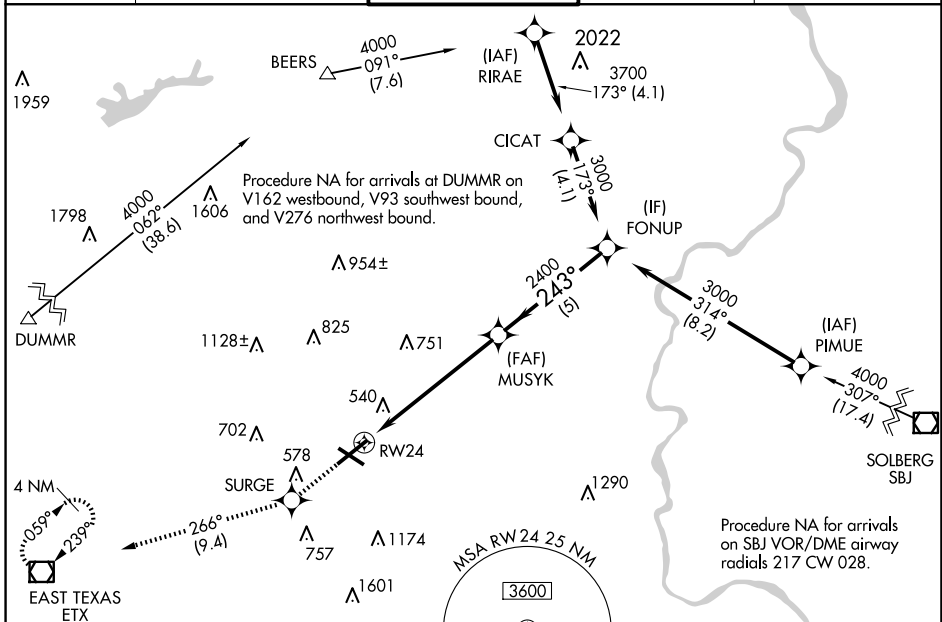 BEERS
4000
091°
(7.6)
(IAF)
RIRAE
2022
3700
173° (4.1)
1959
CICAT
3000
173°
(4.1)
4000
062°
(38.6)
1798
1606
Procedure NA for arrivals at DUMMR on
V162 westbound, V93 southwest bound,
and V276 northwest bound.
(IF)
FONUP
954±
2400
243°
(5)
3000
314°
(8.2)
DUMMR
1128±
825
751
(FAF)
MUSYK
(IAF)
PIMUE
4000
307°
(17.4)
540
702
RW24
SOLBERG
SBJ
578
SURGE
4 NM
059°
239°
266°
(9.4)
757
1174
1290
1601
MSA RW24 25 NM
3600
Procedure NA for arrivals
on SBJ VOR/DME airway
radials 217 CW 028.
EAST TEXAS
ETX